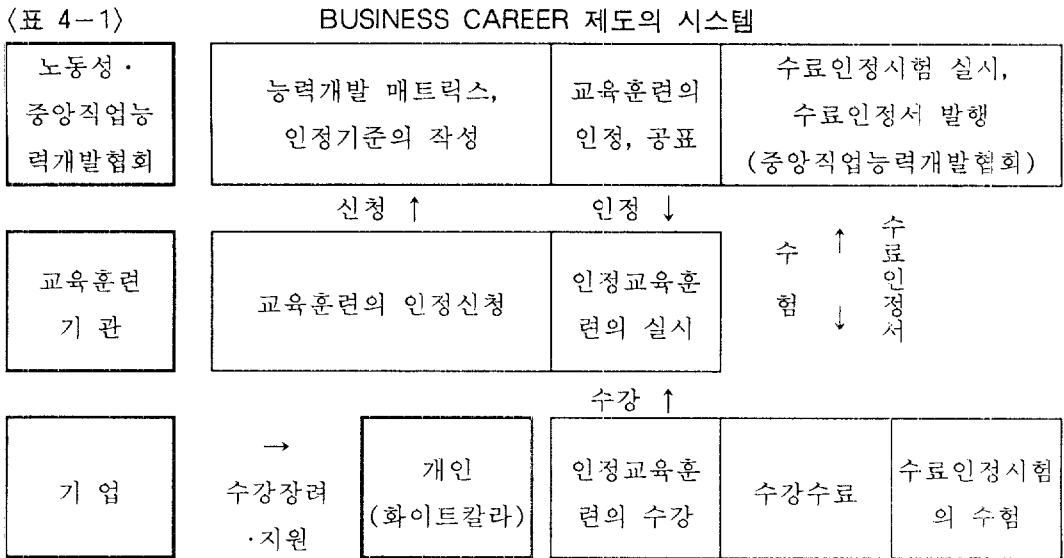 〈표 4-1〉 BUSINESS CAREER 제도의 시스템
노동성·
중앙직업능
력개발협회
능력개발 매트릭스,
인정기준의 작성
교육훈련의
인정, 공표
수료인정시험 실시,
수료인정서 발행
(중앙직업능력개발협회)
신청 ↑
인정 ↓
교육훈련
기 관
교육훈련의 인정신청
인정교육훈
련의 실시
수험 ↑
↓ 수료인정서
수강 ↑
기 업
→
수강장려
·지원
개인
(화이트칼라)
인정교육훈
련의 수강
수강수료
수료인정시험
의 수험